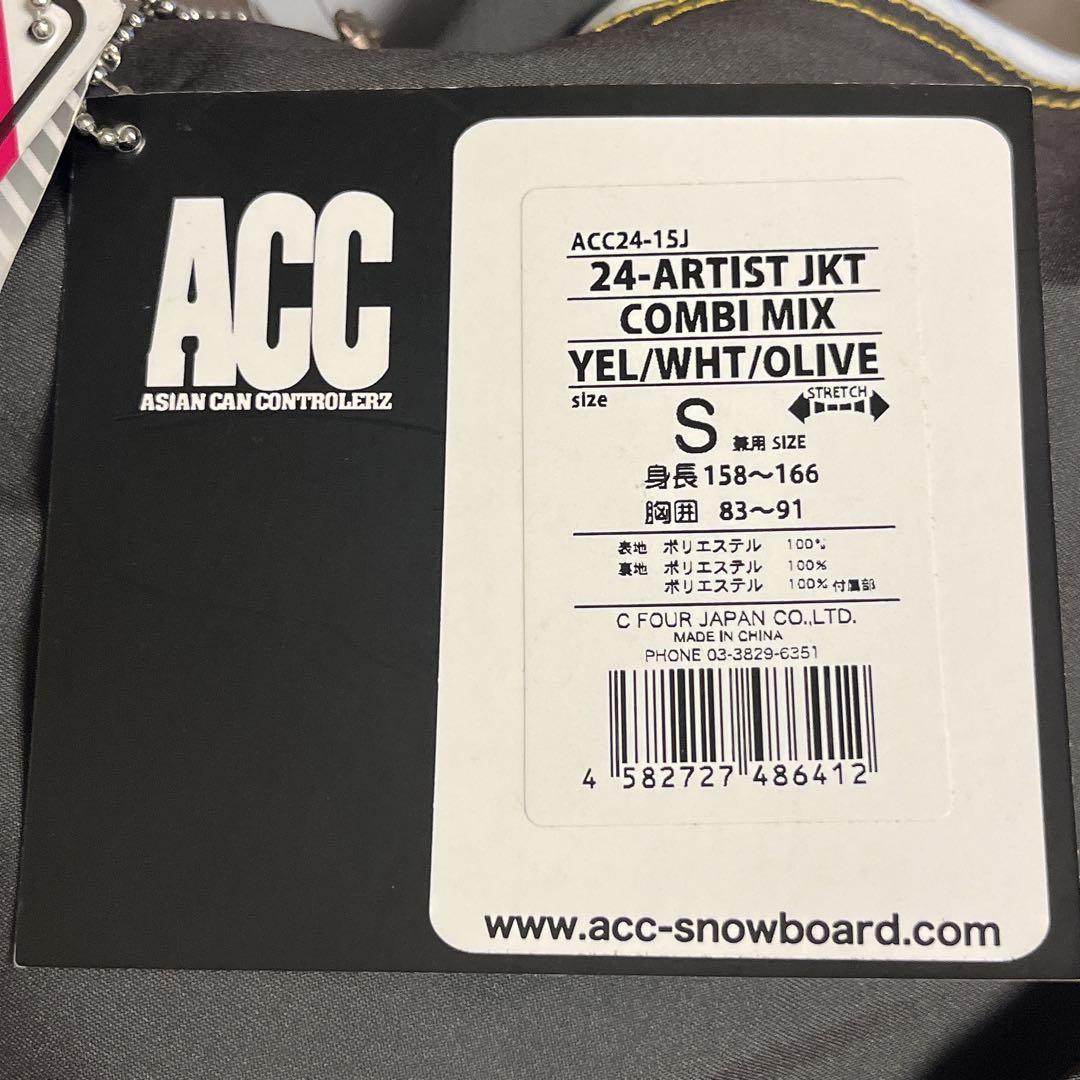 ACC
ASIAN CAN CONTROLERZ
ACC24-15J
24-ARTIST JKT
COMBI MIX
YEL/WHT/OLIVE
size
STRETCH
S 兼用 SIZE
身長 158〜166
胸囲 83〜91
表地 ポリエステル 100%
裏地 ポリエステル 100%
ポリエステル 100% 付属部
C FOUR JAPAN CO.,LTD.
MADE IN CHINA
PHONE 03-3829-6351
4 582727 486412
www.acc-snowboard.com